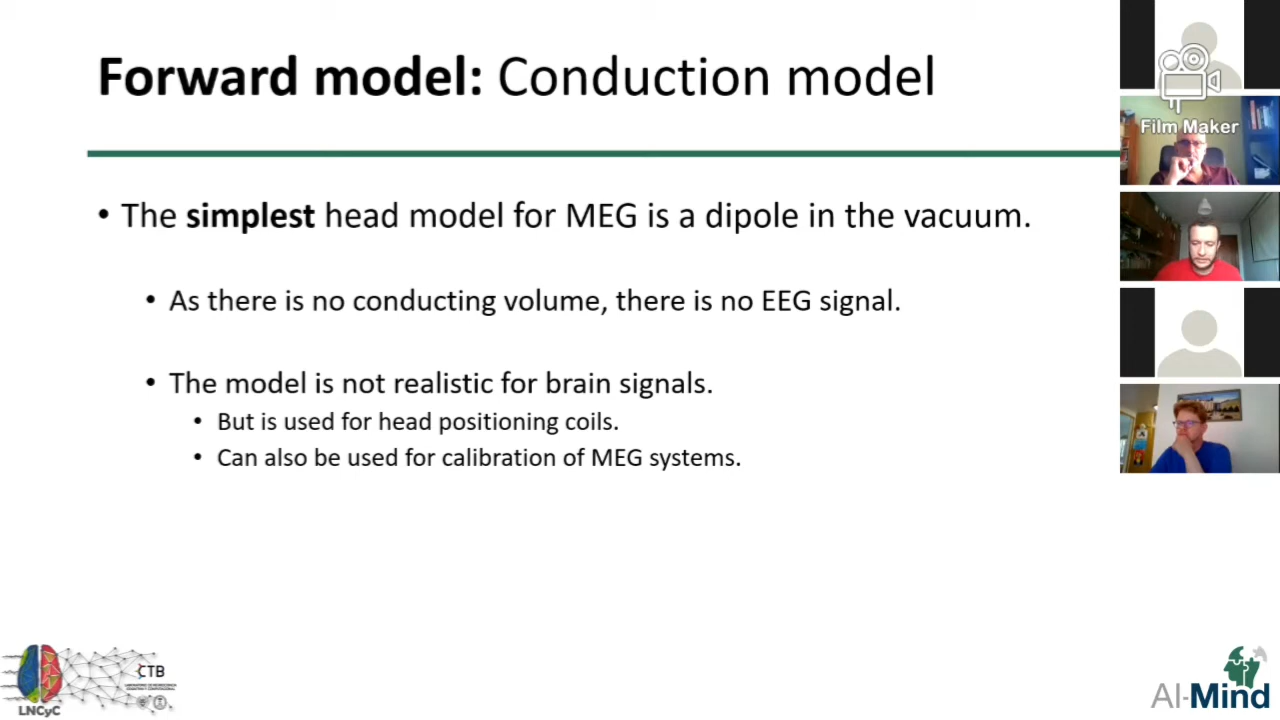 Forward model: Conduction model
Film Maker
• The simplest head model for MEG is a dipole in the vacuum.
• As there is no conducting volume, there is no EEG signal.
• The model is not realistic for brain signals.
• But is used for head positioning coils.
• Can also be used for calibration of MEG systems.
CTB
LNCyC
AI-Mind